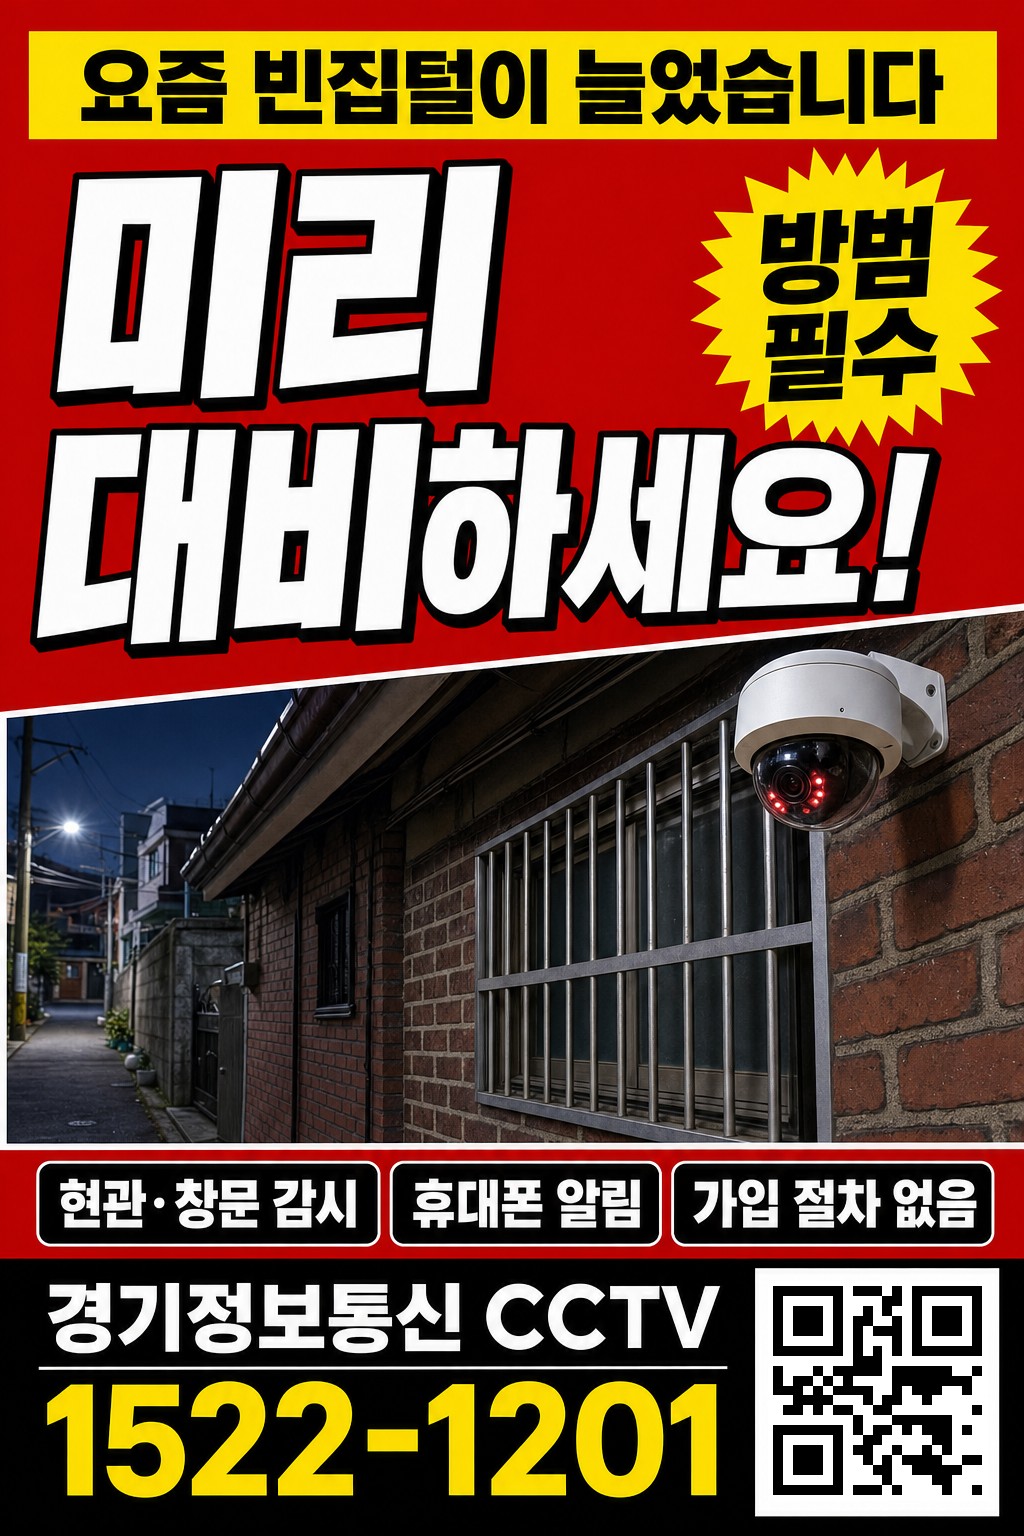 요즘 빈집털이 늘었습니다
미리
대비하세요!
방범
필수
현관·창문 감시
휴대폰 알림
가입 절차 없음
경기정보통신 CCTV
1522-1201